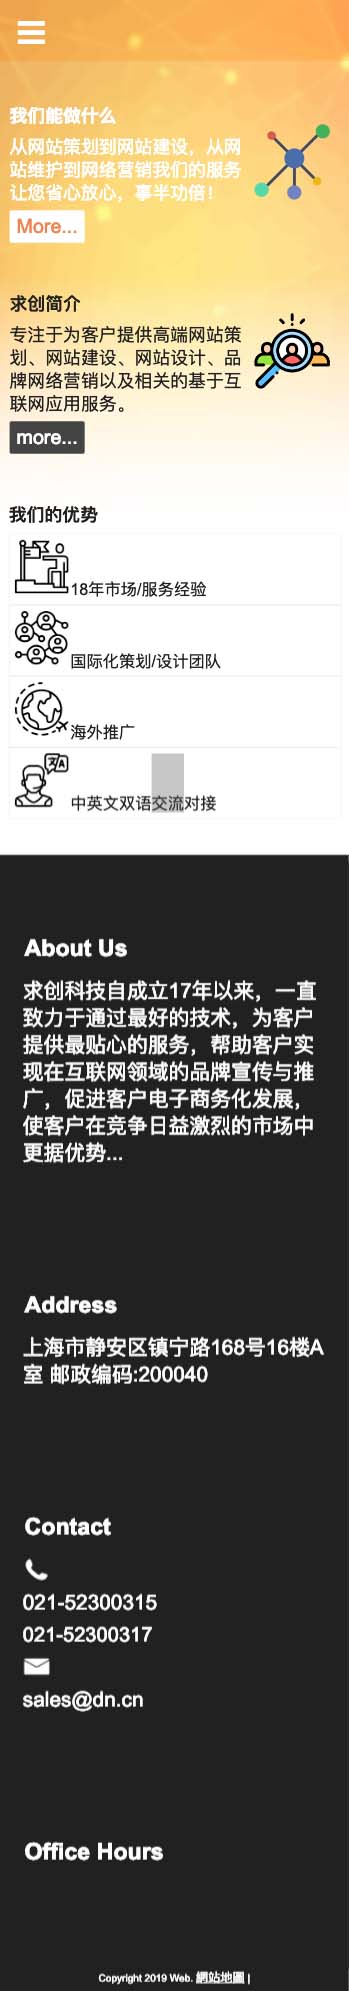 我们能做什么
从网站策划到网站建设，从网
站维护到网络营销我们的服务
让您省心放心，事半功倍！
More...
求创简介
专注于为客户提供高端网站策
划、网站建设、网站设计、品
牌网络营销以及相关的基于互
联网应用服务。
more...
我们的优势
18年市场/服务经验
国际化策划/设计团队
海外推广
中英文双语交流对接
About Us
求创科技自成立17年以来，一直
致力于通过最好的技术，为客户
提供最贴心的服务，帮助客户实
现在互联网领域的品牌宣传与推
广，促进客户电子商务化发展，
使客户在竞争日益激烈的市场中
更据优势...
Address
上海市静安区镇宁路168号16楼A
室 邮政编码:200040
Contact
021-52300315
021-52300317
sales@dn.cn
Office Hours
Copyright 2019 Web. 網站地圖 |